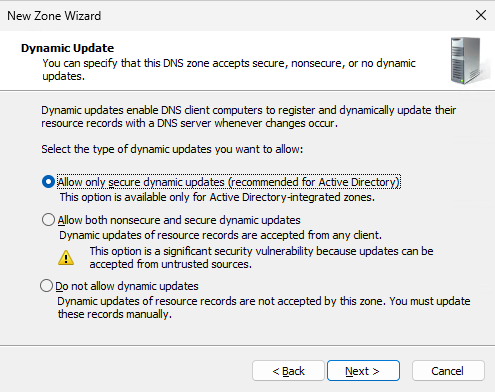 New Zone Wizard
Dynamic Update
You can specify that this DNS zone accepts secure, nonsecure, or no dynamic
updates.
Dynamic updates enable DNS client computers to register and dynamically update their
resource records with a DNS server whenever changes occur.
Select the type of dynamic updates you want to allow:
Allow only secure dynamic updates (recommended for Active Directory)
This option is available only for Active Directory-integrated zones.
Allow both nonsecure and secure dynamic updates
Dynamic updates of resource records are accepted from any client.
This option is a significant security vulnerability because updates can be
accepted from untrusted sources.
Do not allow dynamic updates
Dynamic updates of resource records are not accepted by this zone. You must update
these records manually.
< Back Next > Cancel